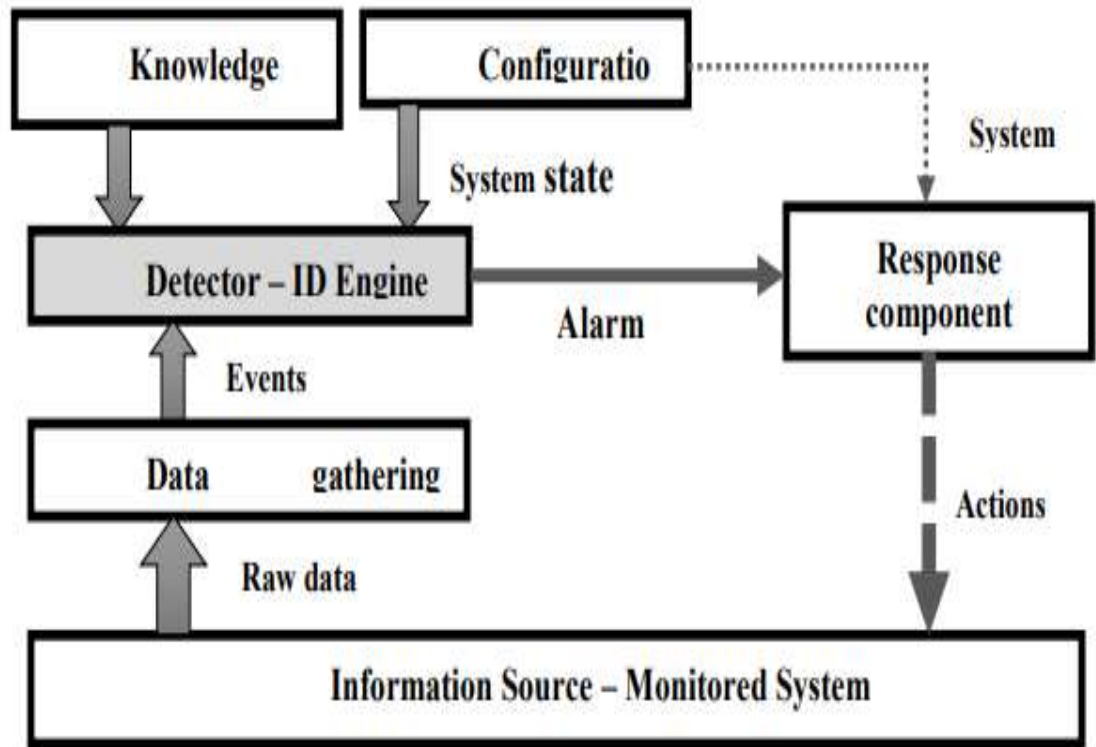 Knowledge
Configuratio
System
System state
Response
component
Detector – ID Engine
Alarm
Events
Data gathering
Actions
Raw data
Information Source – Monitored System